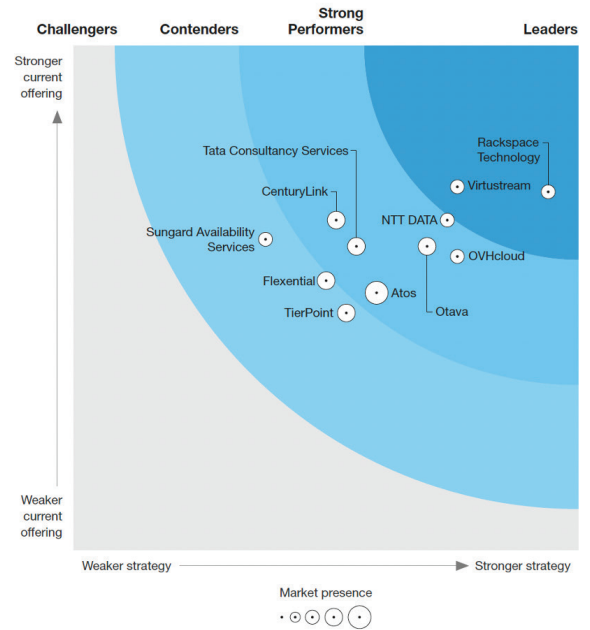 Challengers
Contenders
Strong
Performers
Leaders
Stronger
current
offering
Rackspace
Technology
Tata Consultancy Services
Virtustream
CenturyLink
NTT DATA
Sungard Availability
Services
OVHcloud
Flexential
Atos
TierPoint
Otava
Weaker
current
offering
Weaker strategy
Stronger strategy
Market presence